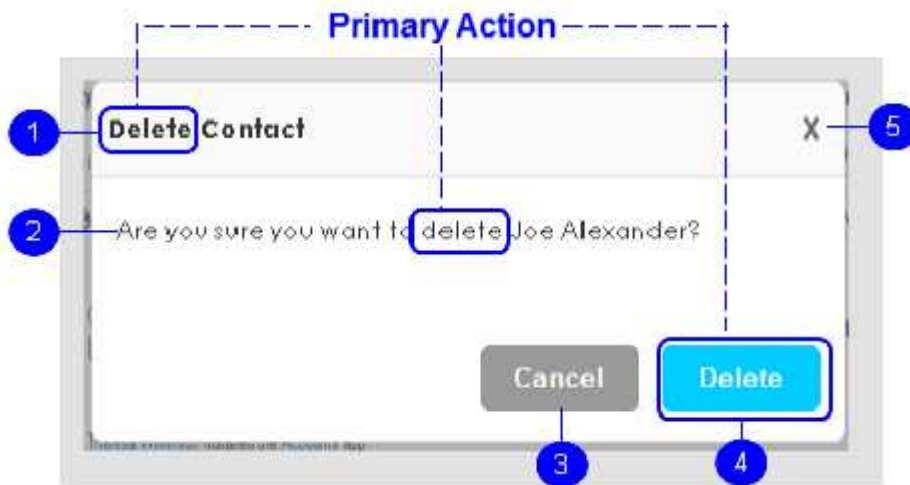 Primary Action
1
Delete Contact
X
5
2
Are you sure you want to delete Joe Alexander?
Cancel
Delete
3
4